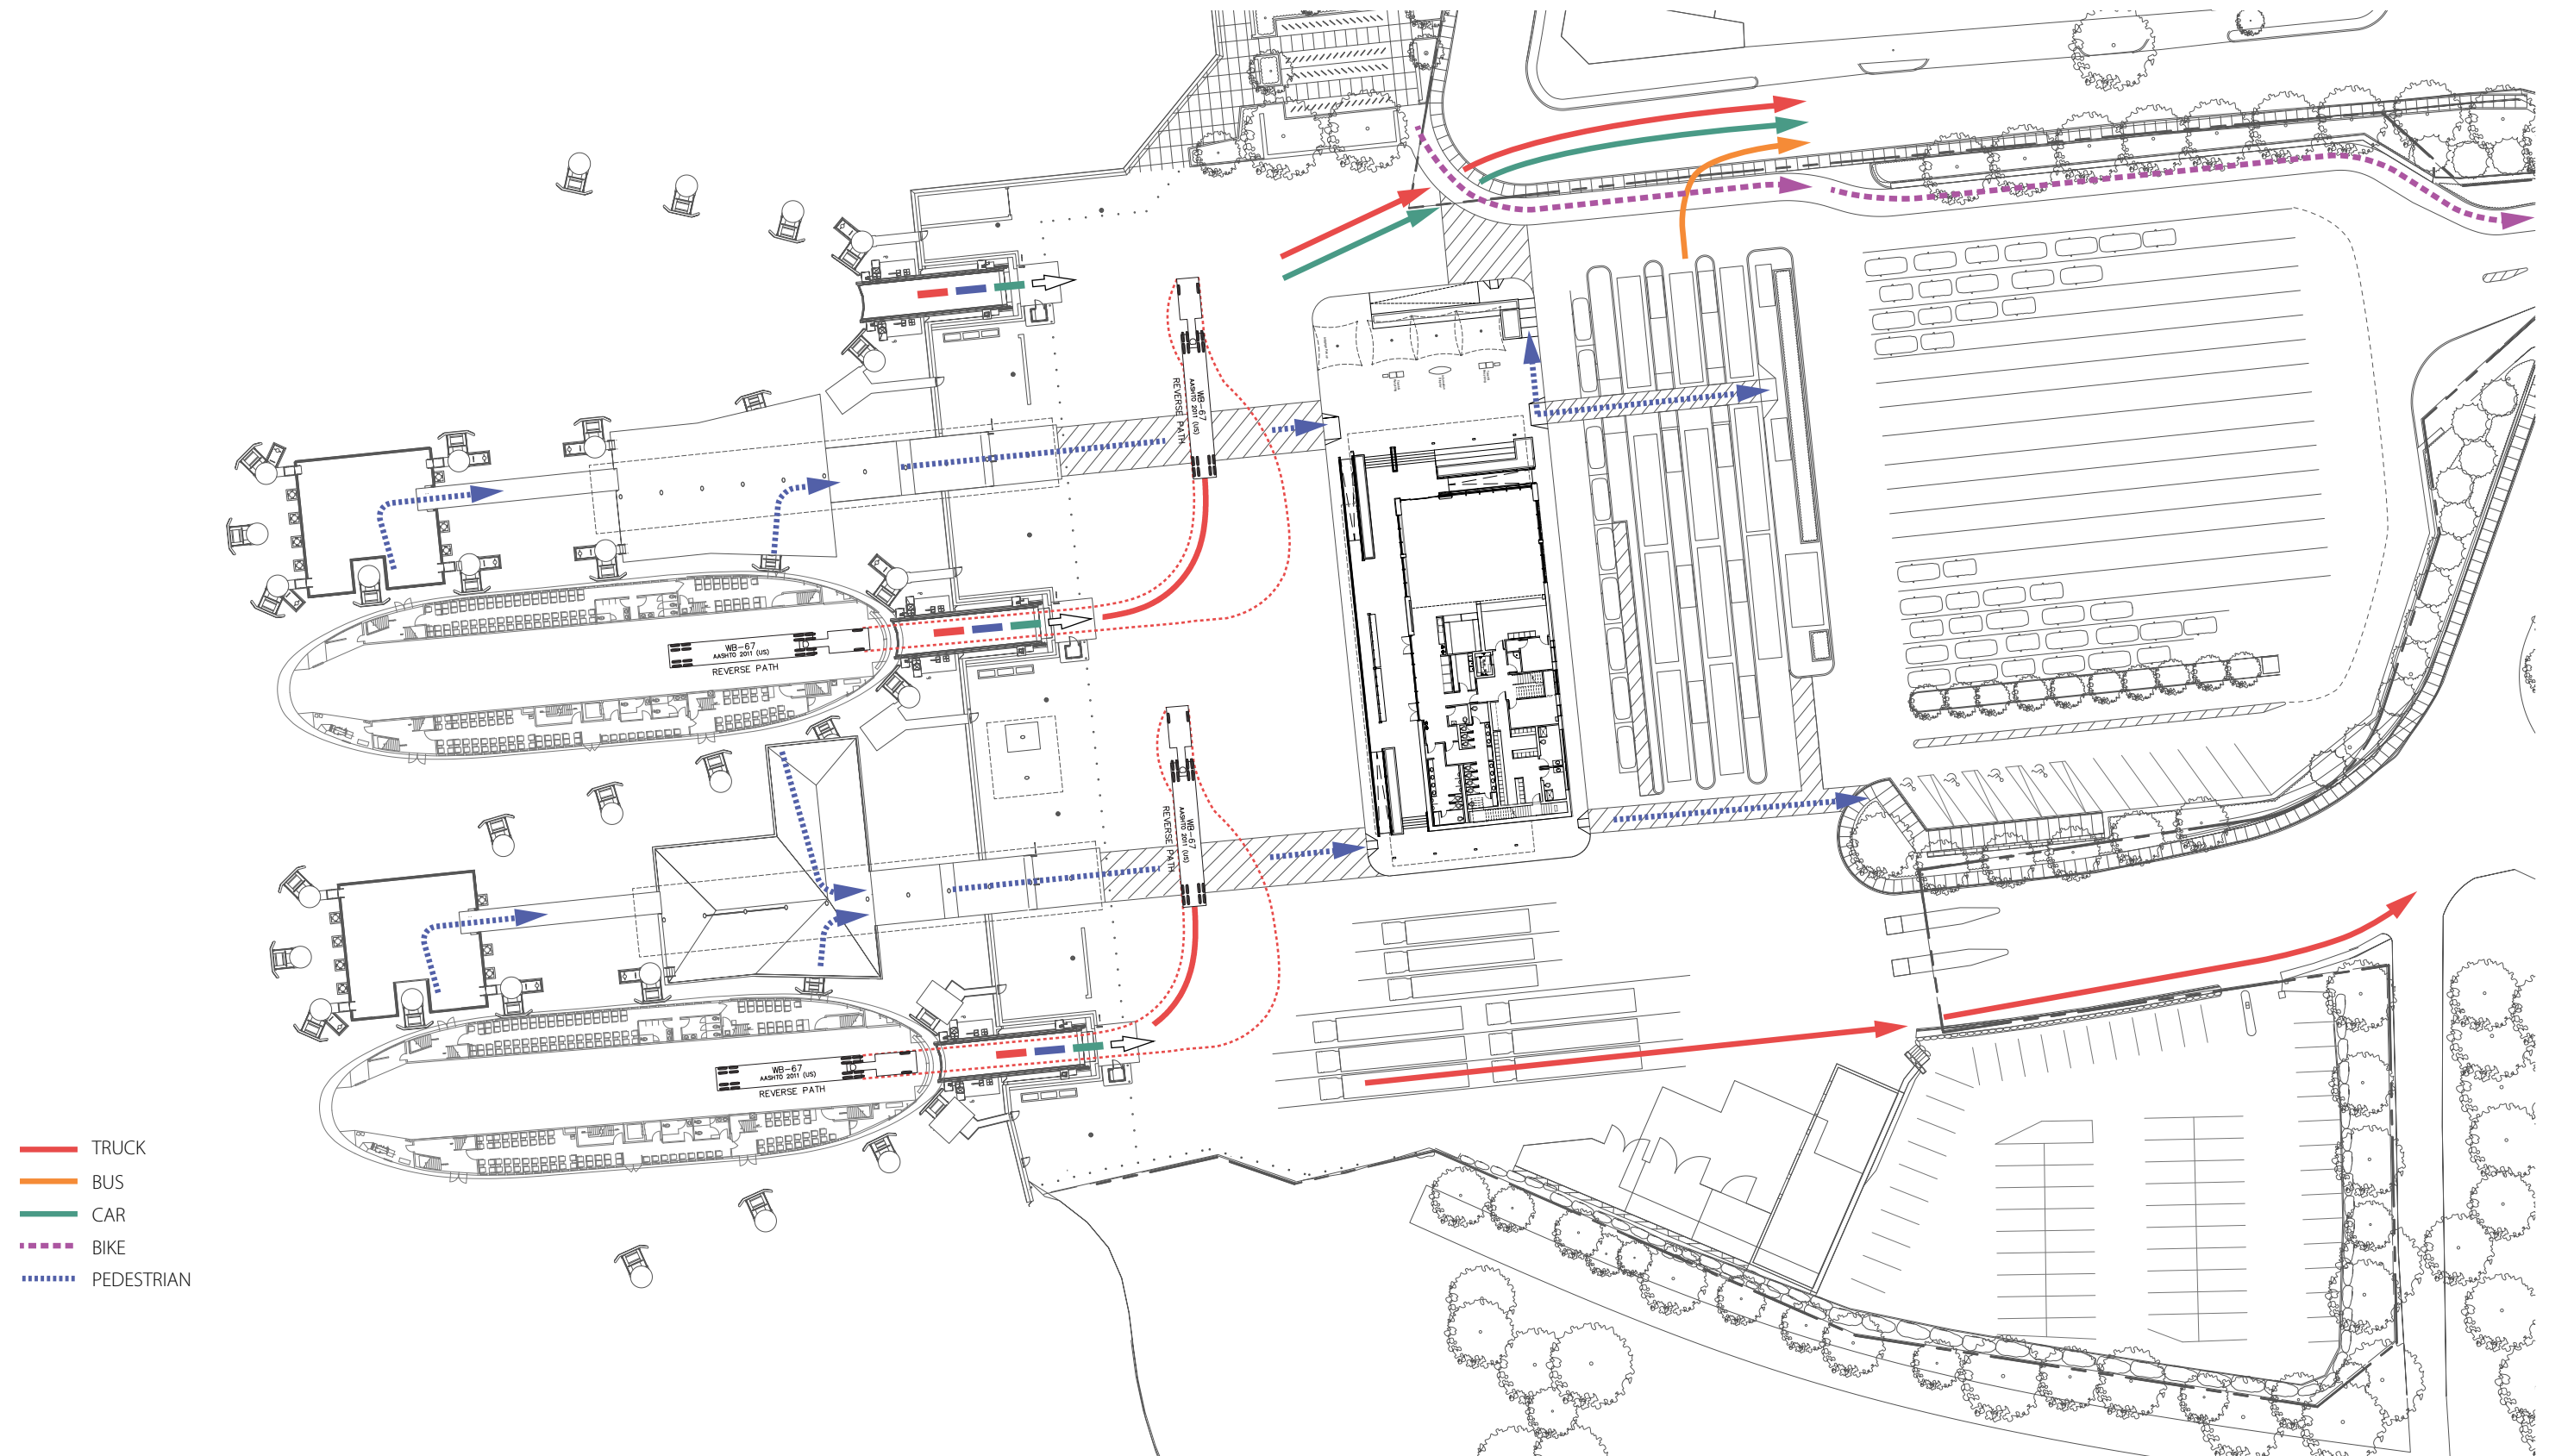 WB-67
AASHTO 2011 (US)
REVERSE PATH
WB-67
AASHTO 2011 (US)
REVERSE PATH
WB-67
AASHTO 2011 (US)
REVERSE PATH
WB-67
AASHTO 2011 (US)
REVERSE PATH
TRUCK
BUS
CAR
BIKE
PEDESTRIAN